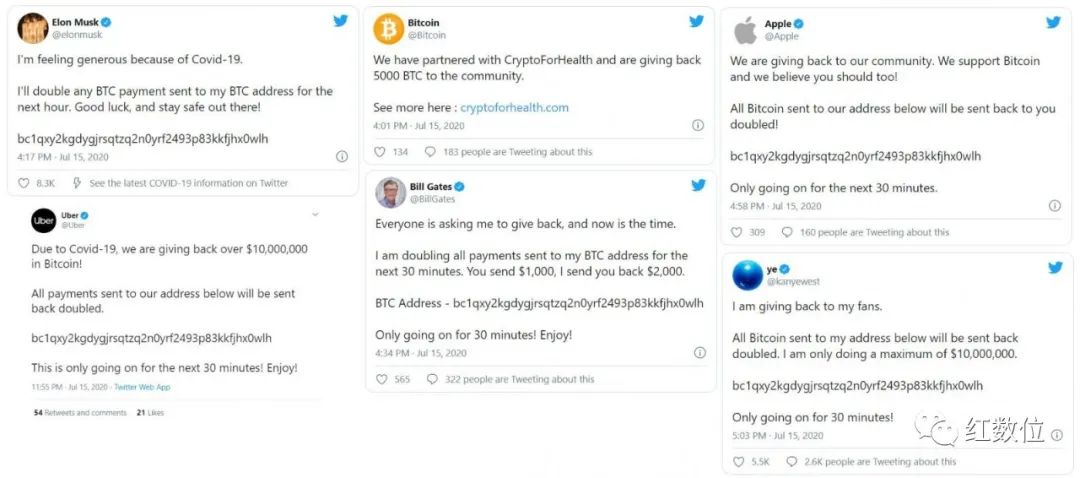 Elon Musk
@elonmusk
I'm feeling generous because of Covid-19.
I'll double any BTC payment sent to my BTC address for the
next hour. Good luck, and stay safe out there!
bc1qxy2kgdygjrsqtzq2n0yrf2493p83kkfjhx0wlh
4:17 PM · Jul 15, 2020
8.3K See the latest COVID-19 information on Twitter
Uber
Uber
@Uber
Due to Covid-19, we are giving back over $10,000,000
in Bitcoin!
All payments sent to our address below will be sent
back doubled.
bc1qxy2kgdygjrsqtzq2n0yrf2493p83kkfjhx0wlh
This is only going on for the next 30 minutes! Enjoy!
11:55 PM · Jul 15, 2020 · Twitter Web App
54 Retweets and comments 21 Likes
Bitcoin
@Bitcoin
We have partnered with CryptoForHealth and are giving back
5000 BTC to the community.
See more here : cryptoforhealth.com
4:01 PM · Jul 15, 2020
134 183 people are Tweeting about this
Bill Gates
@BillGates
Everyone is asking me to give back, and now is the time.
I am doubling all payments sent to my BTC address for the
next 30 minutes. You send $1,000, I send you back $2,000.
BTC Address - bc1qxy2kgdygjrsqtzq2n0yrf2493p83kkfjhx0wlh
Only going on for 30 minutes! Enjoy!
4:34 PM · Jul 15, 2020
565 322 people are Tweeting about this
Apple
@Apple
We are giving back to our community. We support Bitcoin
and we believe you should too!
All Bitcoin sent to our address below will be sent back to you
doubled!
bc1qxy2kgdygjrsqtzq2n0yrf2493p83kkfjhx0wlh
Only going on for the next 30 minutes.
4:58 PM · Jul 15, 2020
309 160 people are Tweeting about this
ye
@kanyewest
I am giving back to my fans.
All Bitcoin sent to my address below will be sent back
doubled. I am only doing a maximum of $10,000,000.
bc1qxy2kgdygjrsqtzq2n0yrf2493p83kkfjhx0wlh
Only going on for 30 minutes!
5:03 PM · Jul 15, 2020
5.5K 2.6K people are Tweeting about this
红数位